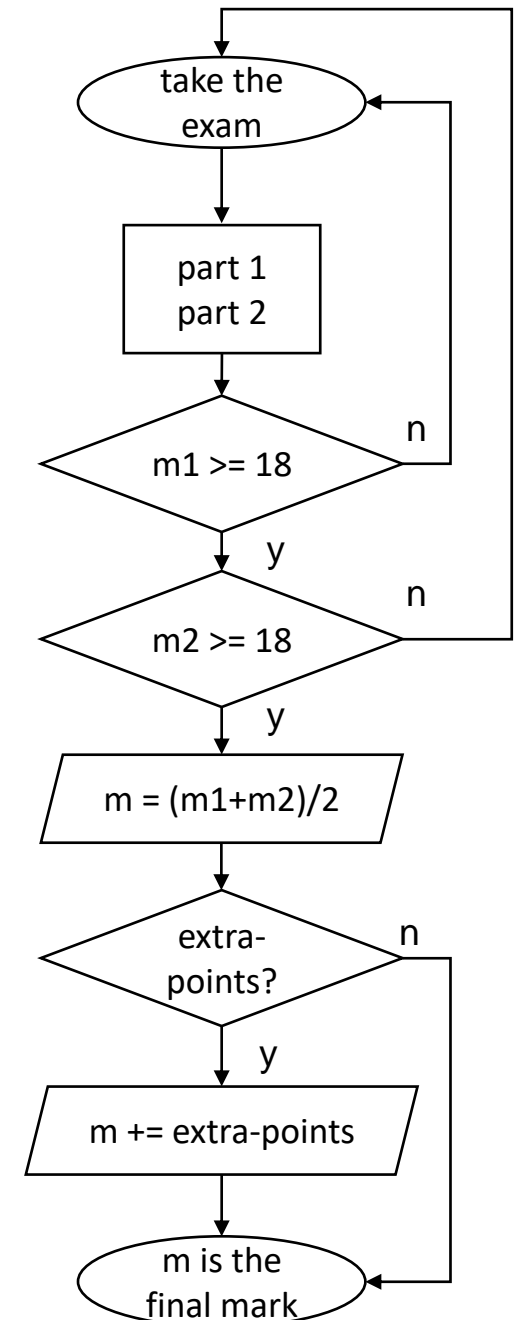 take the
exam
part 1
part 2
n
m1 >= 18
y
n
m2 >= 18
y
m = (m1+m2)/2
n
extra-
points?
y
m += extra-points
m is the
final mark